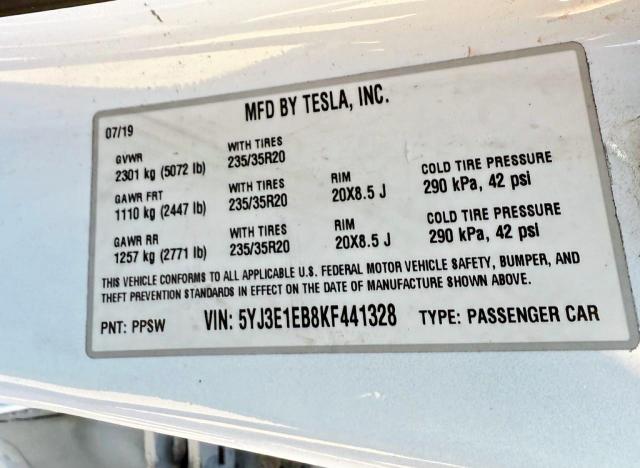 MFD BY TESLA, INC.
07/19
GVWR WITH TIRES
2301 kg (5072 lb) 235/35R20
GAWR FRT WITH TIRES RIM COLD TIRE PRESSURE
1110 kg (2447 lb) 235/35R20 20X8.5 J 290 kPa, 42 psi
GAWR RR WITH TIRES RIM COLD TIRE PRESSURE
1257 kg (2771 lb) 235/35R20 20X8.5 J 290 kPa, 42 psi
THIS VEHICLE CONFORMS TO ALL APPLICABLE U.S. FEDERAL MOTOR VEHICLE SAFETY, BUMPER, AND
THEFT PREVENTION STANDARDS IN EFFECT ON THE DATE OF MANUFACTURE SHOWN ABOVE.
PNT: PPSW VIN: 5YJ3E1EB8KF441328 TYPE: PASSENGER CAR